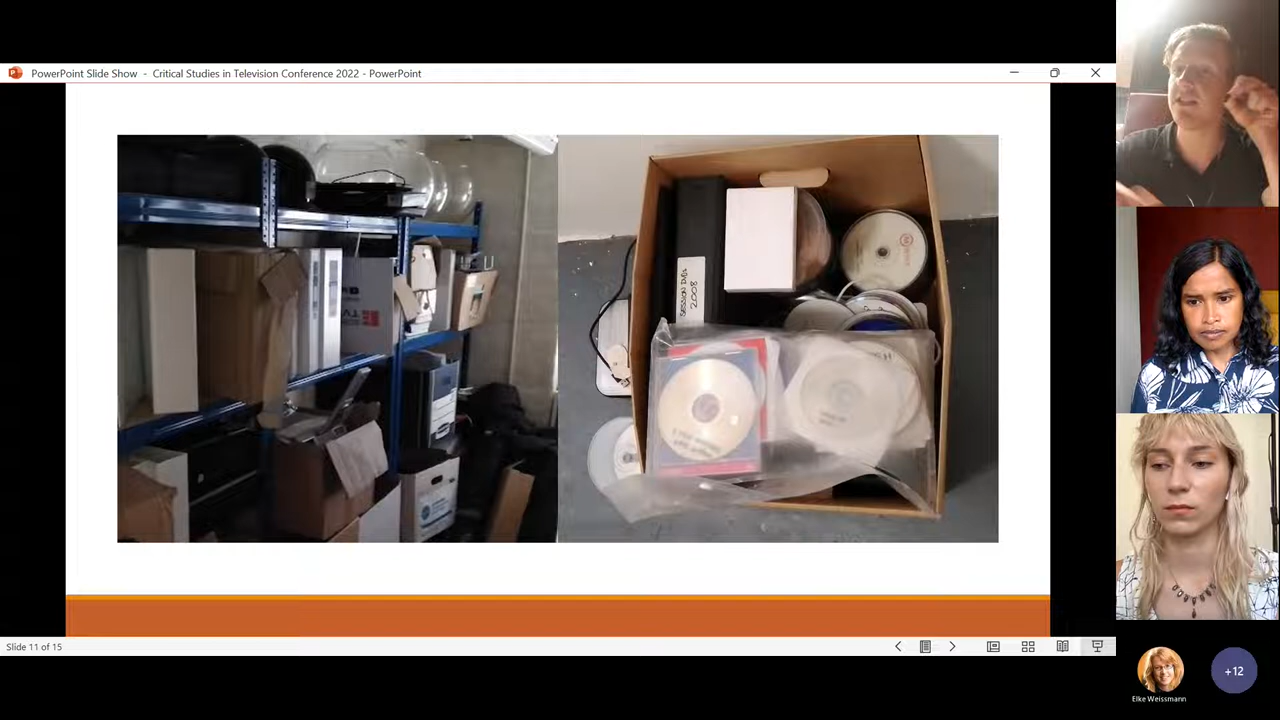 PowerPoint Slide Show - Critical Studies in Television Conference 2022 - PowerPoint
SESSION DVDs
2008
Slide 11 of 15
Elke Weissmann
+12